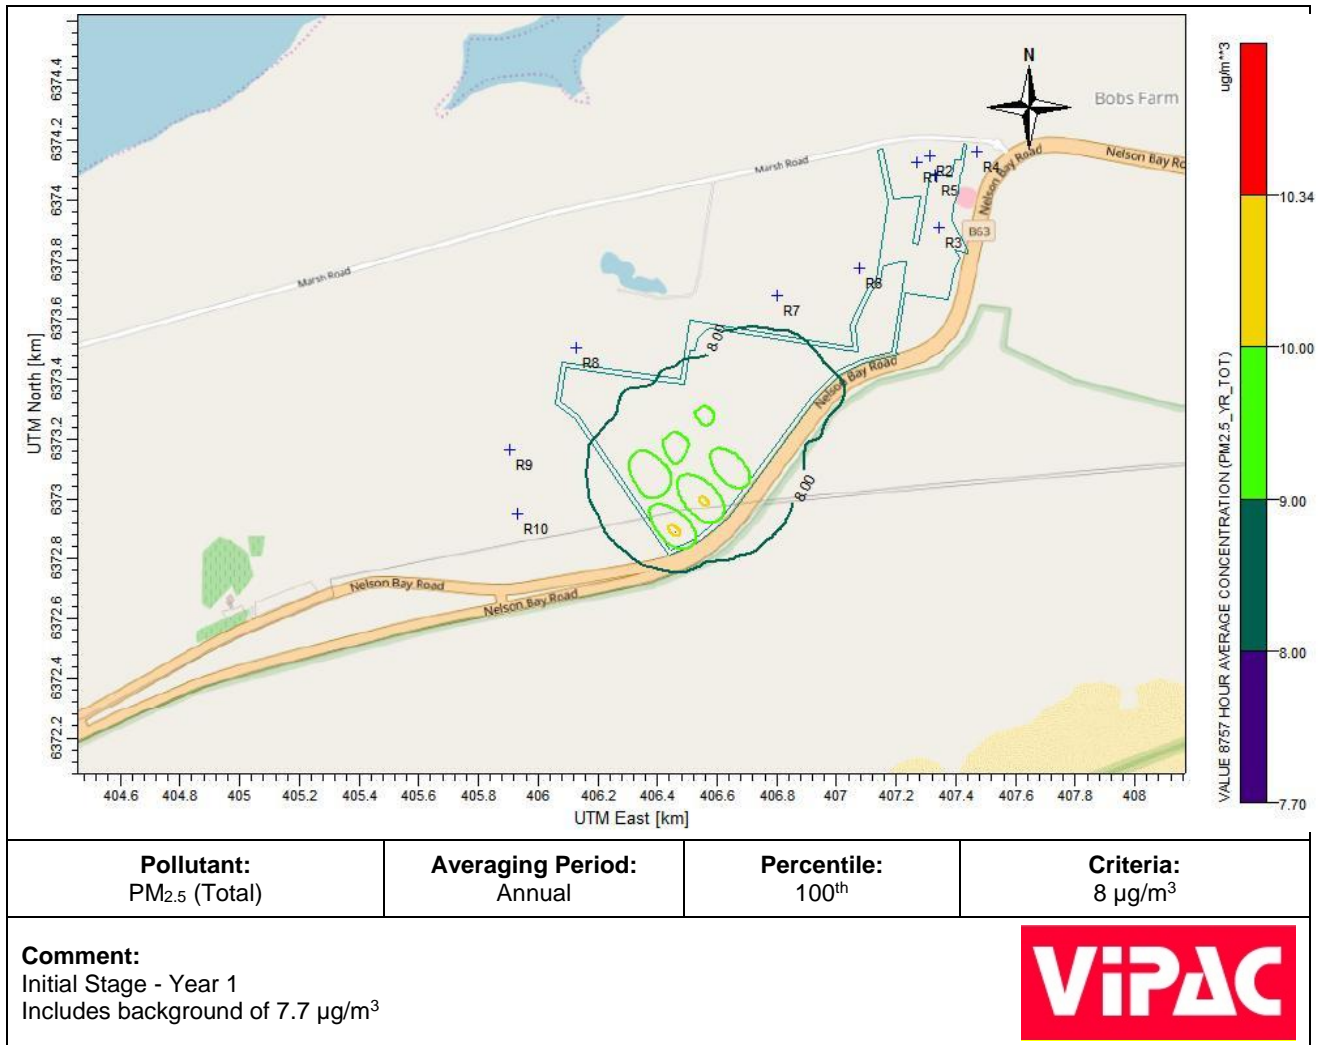 N
Bobs Farm
Nelson Bay Road
Nelson Bay Ro
Marsh Road
R1
R2
R4
R5
B63
R3
Marsh Road
R6
R7
8.00
R8
Nelson Bay Road
R9
8.00
R10
Nelson Bay Road
Nelson Bay Road
UTM North [km]
6374.4
6374.2
6374
6373.8
6373.6
6373.4
6373.2
6373
6372.8
6372.6
6372.4
6372.2
404.6 404.8 405 405.2 405.4 405.6 405.8 406 406.2 406.4 406.6 406.8 407 407.2 407.4 407.6 407.8 408
UTM East [km]
ug/m**3
VALUE 8757 HOUR AVERAGE CONCENTRATION (PM2.5_YR_TOT)
10.34
10.00
9.00
8.00
7.70
Pollutant: Averaging Period: Percentile: Criteria:
PM2.5 (Total) Annual 100th 8 µg/m3
Comment:
Initial Stage - Year 1
Includes background of 7.7 µg/m3
ViPAC